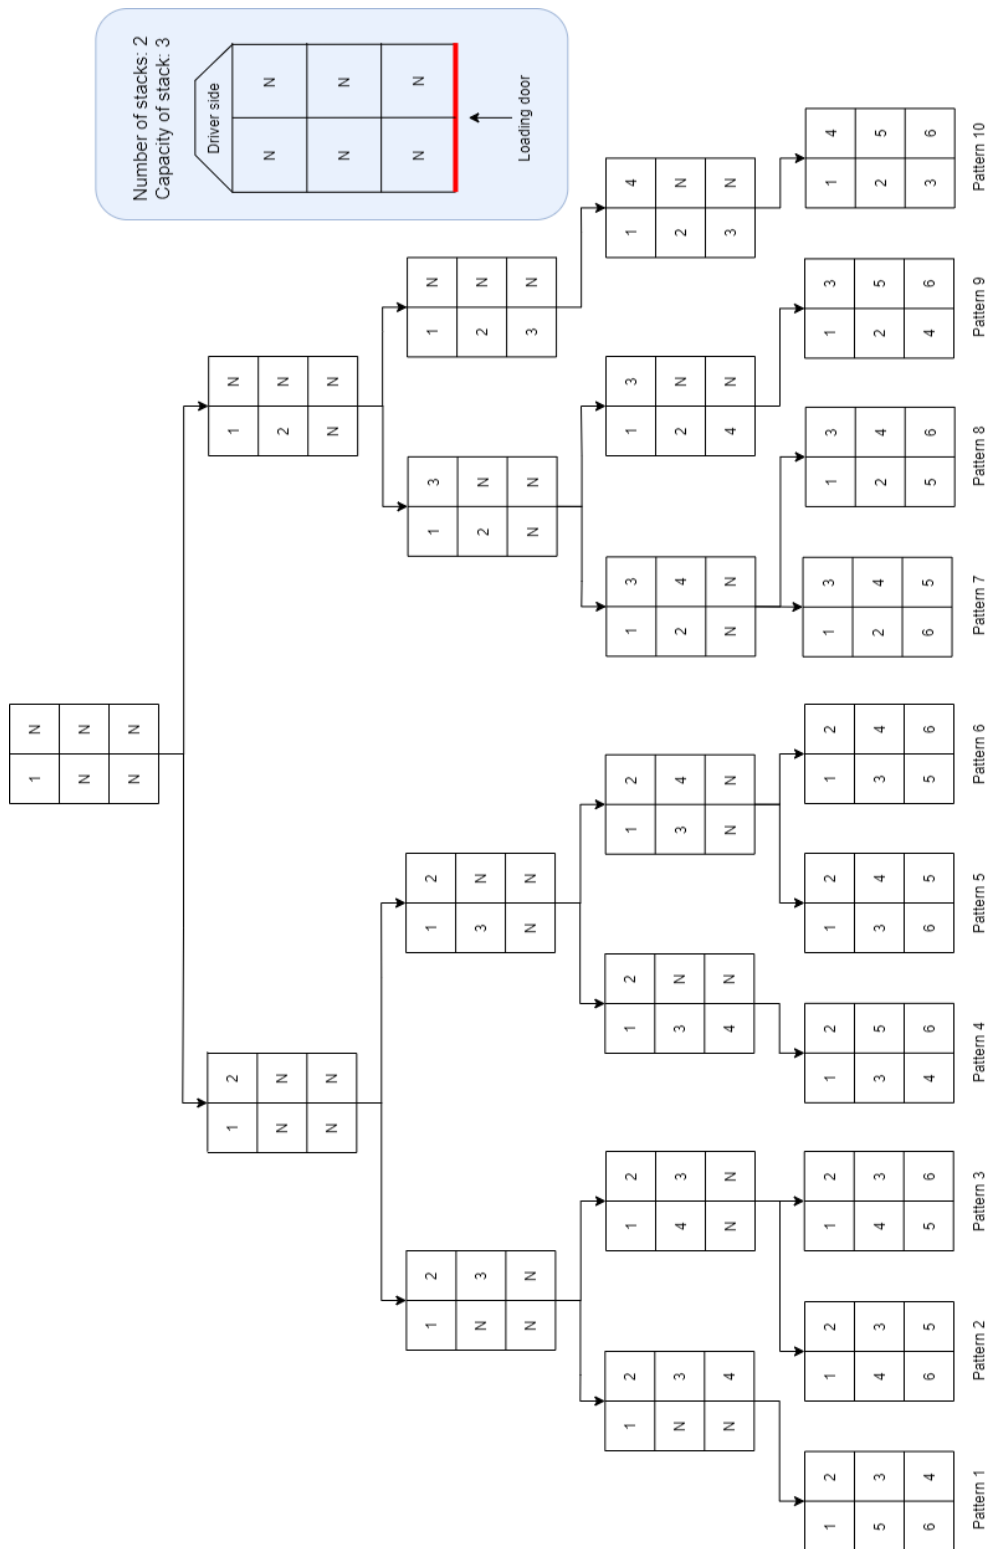 1 N
N N
N N
Number of stacks: 2
Capacity of stack: 3
Driver side
N N
N N
N N
Loading door
1 2
N N
N N
1 N
2 N
N N
1 2
N 3
N N
1 2
3 N
N N
1 3
2 N
N N
1 N
2 N
3 N
1 2
N 3
N 4
1 2
4 3
N N
1 2
3 N
4 N
1 2
3 4
N N
1 3
2 4
N N
1 3
2 N
4 N
1 4
2 N
3 N
1 2
5 3
6 4
Pattern 1
1 2
4 3
6 5
Pattern 2
1 2
4 3
5 6
Pattern 3
1 2
3 5
4 6
Pattern 4
1 2
3 4
6 5
Pattern 5
1 2
3 4
5 6
Pattern 6
1 3
2 4
6 5
Pattern 7
1 3
2 4
5 6
Pattern 8
1 3
2 5
4 6
Pattern 9
1 4
2 5
3 6
Pattern 10